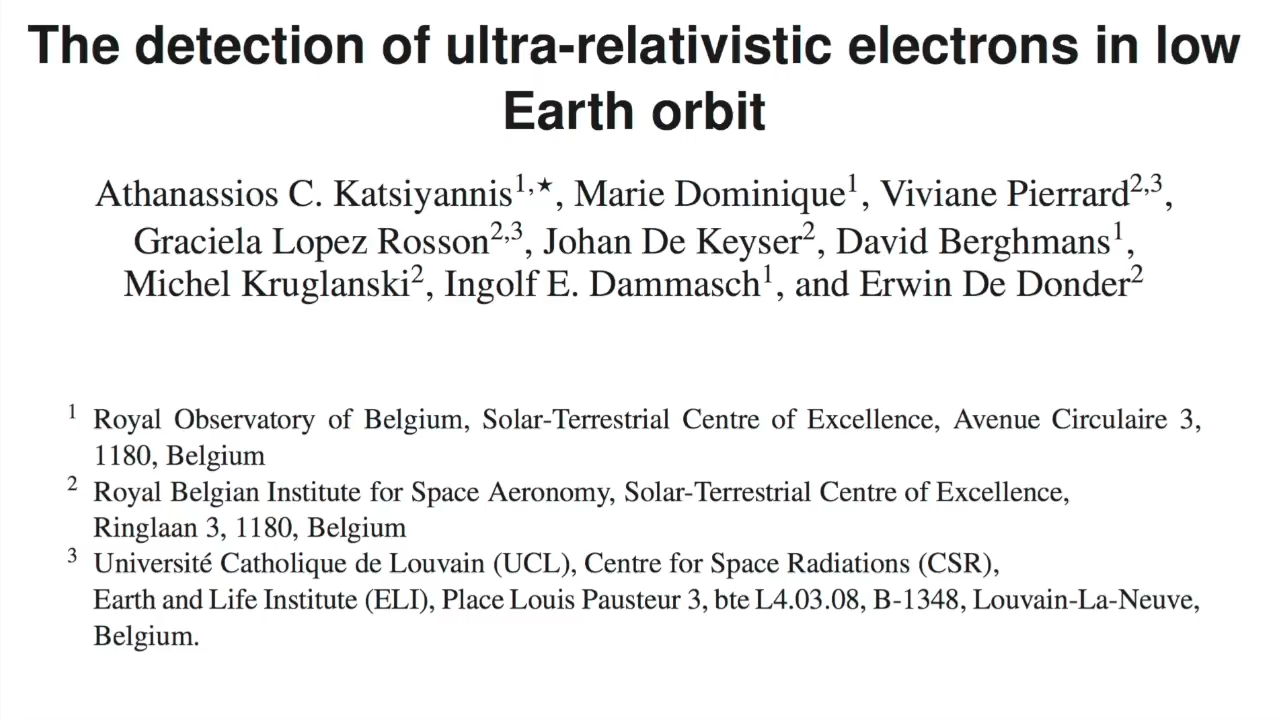 The detection of ultra-relativistic electrons in low
Earth orbit
Athanassios C. Katsiyannis1,★, Marie Dominique1, Viviane Pierrard2,3,
Graciela Lopez Rosson2,3, Johan De Keyser2, David Berghmans1,
Michel Kruglanski2, Ingolf E. Dammasch1, and Erwin De Donder2
1 Royal Observatory of Belgium, Solar-Terrestrial Centre of Excellence, Avenue Circulaire 3,
1180, Belgium
2 Royal Belgian Institute for Space Aeronomy, Solar-Terrestrial Centre of Excellence,
Ringlaan 3, 1180, Belgium
3 Université Catholique de Louvain (UCL), Centre for Space Radiations (CSR),
Earth and Life Institute (ELI), Place Louis Pausteur 3, bte L4.03.08, B-1348, Louvain-La-Neuve,
Belgium.